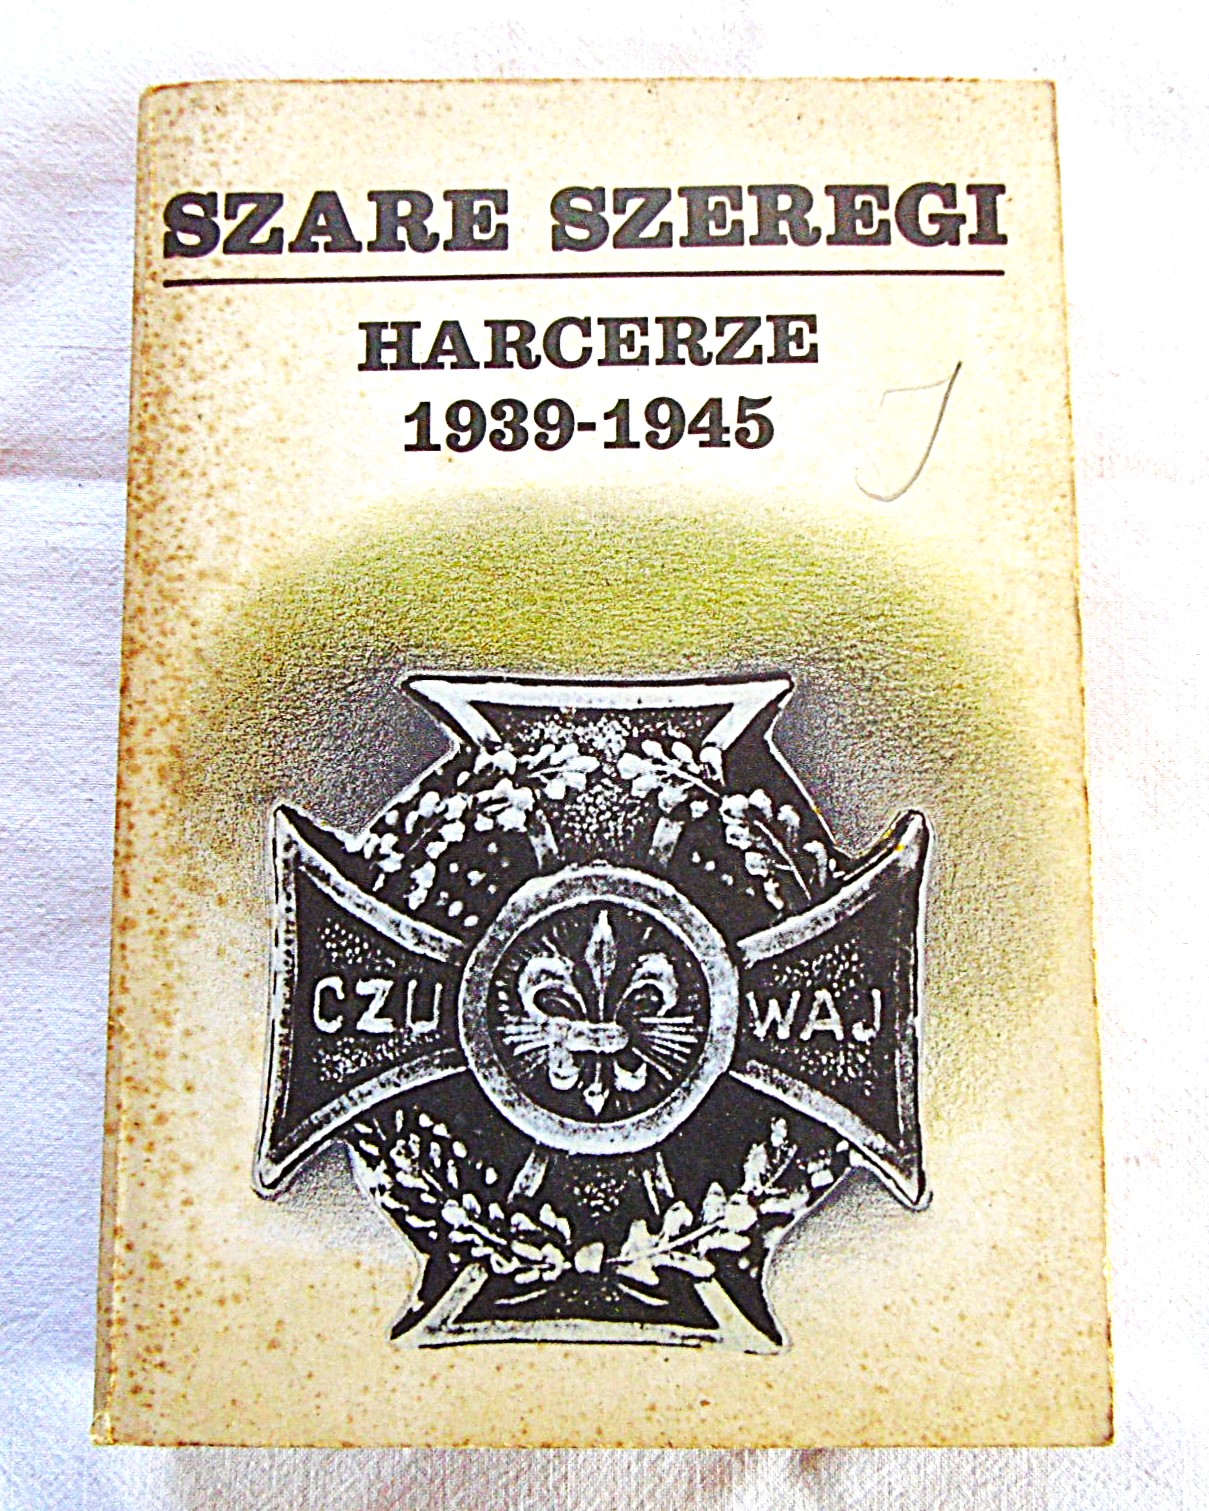 SZARE SZEREGI
HARCERZE
1939-1945
CZU WAJ